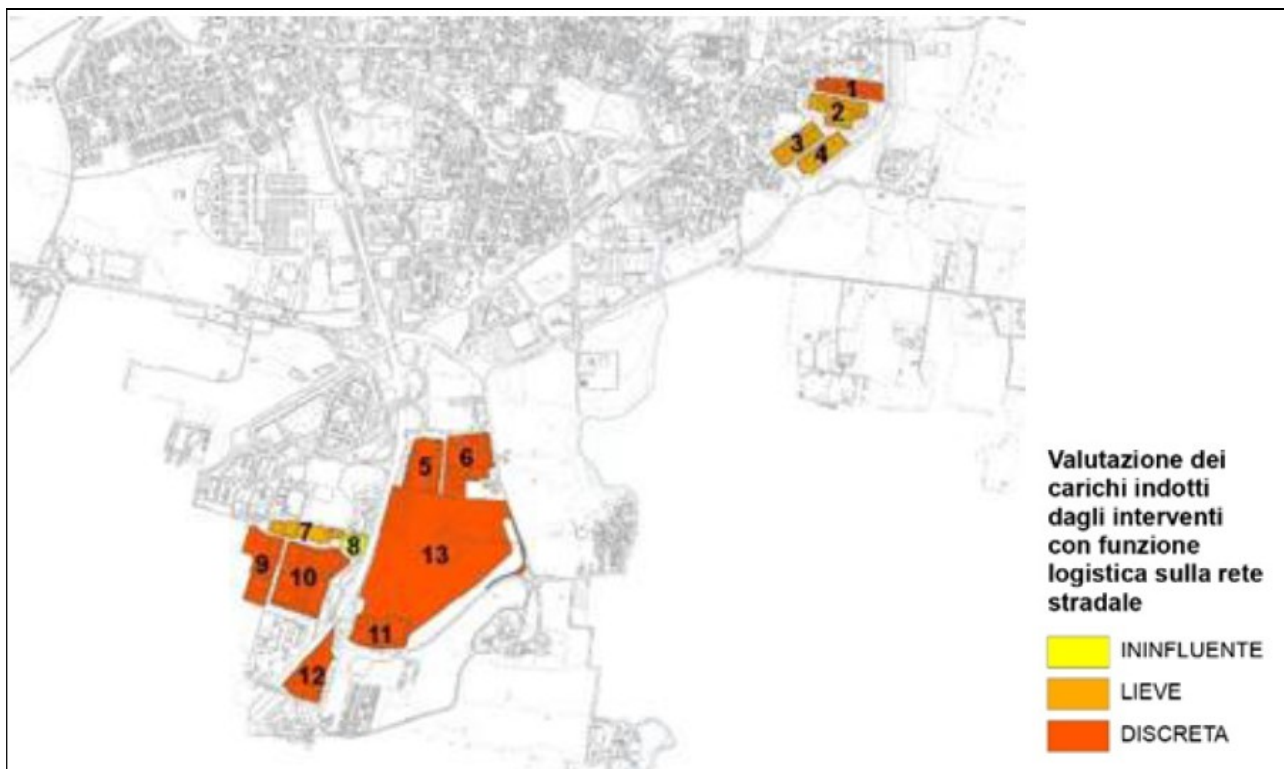 1
2
3
4
5
6
13
7
8
9
10
11
12
Valutazione dei
carichi indotti
dagli interventi
con funzione
logistica sulla rete
stradale
ININFLUENTE
LIEVE
DISCRETA